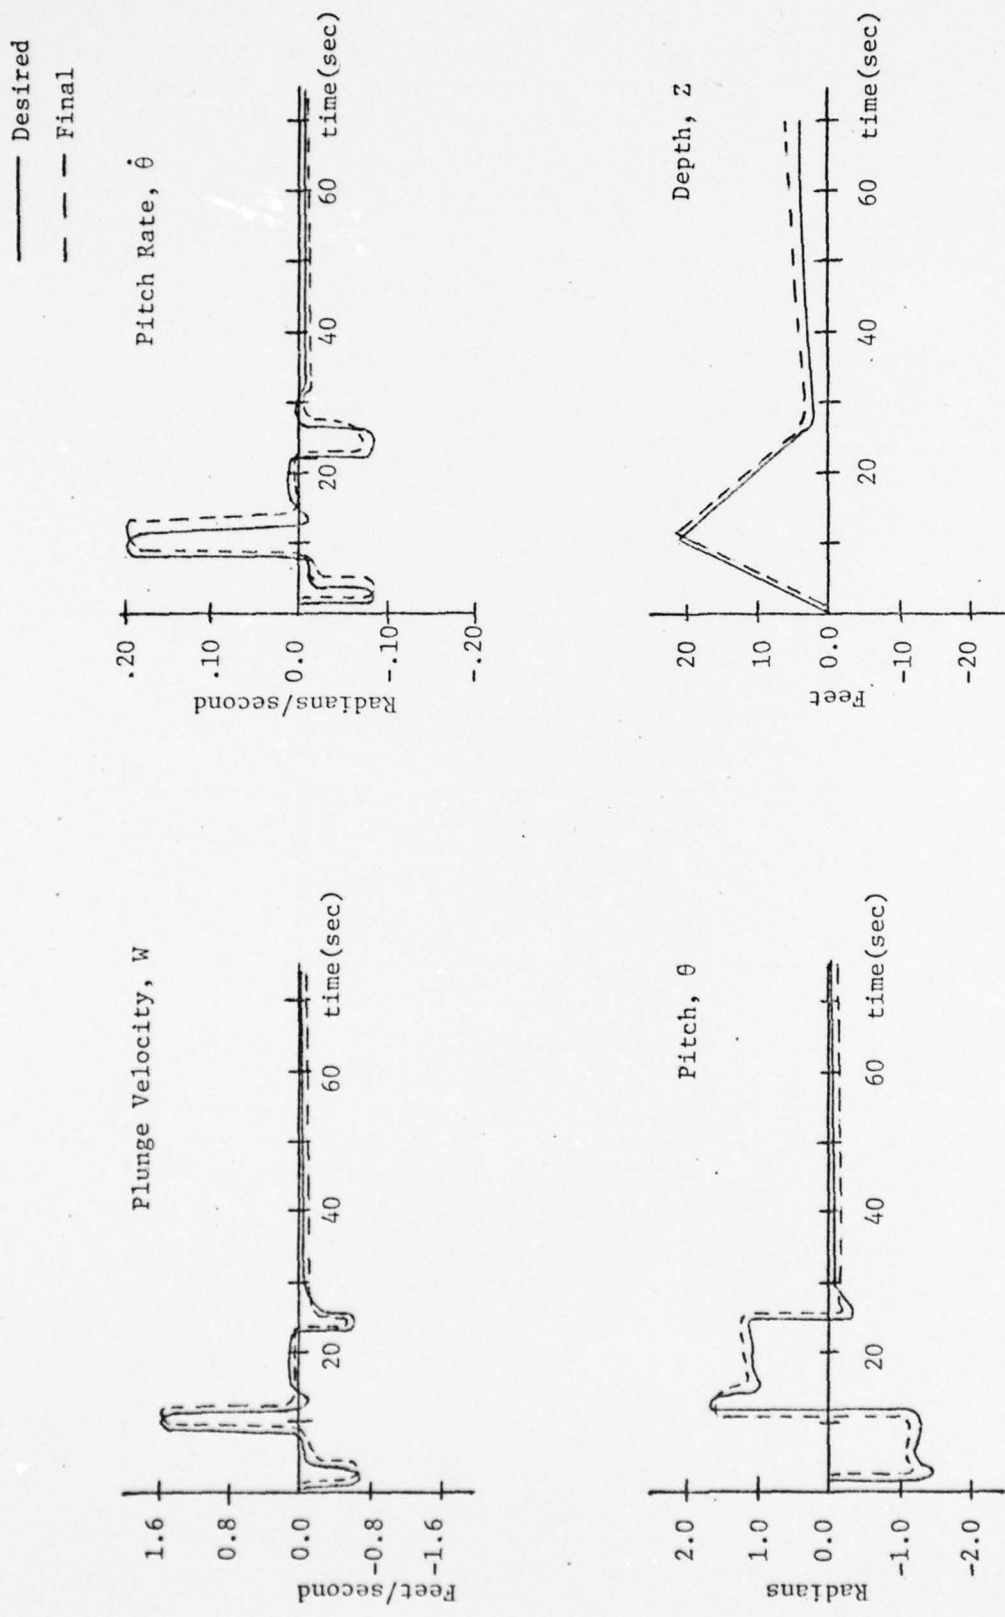 Desired
Final
Plunge Velocity, W
1.6
0.8
0.0
-0.8
-1.6
Feet/second
20
40
60
time(sec)
Pitch Rate, θ̇
.20
.10
0.0
-.10
-.20
Radians/second
20
40
60
time(sec)
Pitch, θ
2.0
1.0
0.0
-1.0
-2.0
Radians
20
40
60
time(sec)
Depth, Z
20
10
0.0
-10
-20
Feet
20
40
60
time(sec)